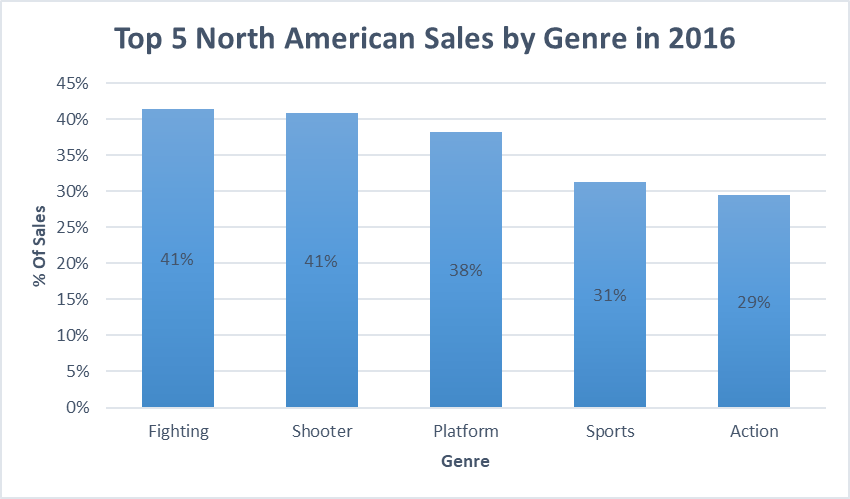 Top 5 North American Sales by Genre in 2016
45%
40%
35%
30%
25%
20%
15%
10%
5%
0%
% Of Sales
41%
41%
38%
31%
29%
Fighting
Shooter
Platform
Sports
Action
Genre